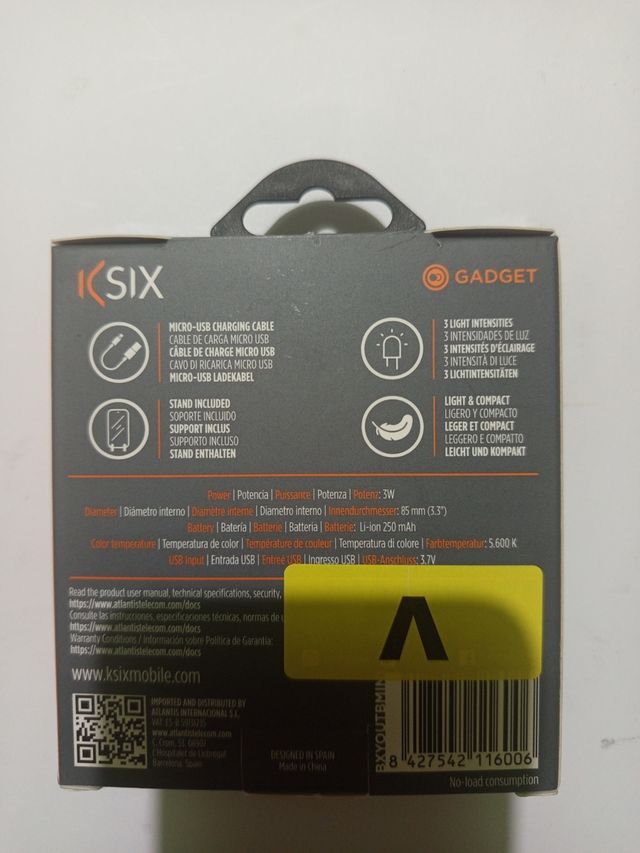 KSIX
GADGET
MICRO-USB CHARGING CABLE
CABLE DE CARGA MICRO USB
CÂBLE DE CHARGE MICRO USB
CAVO DI RICARICA MICRO USB
MICRO-USB LADEKABEL
3 LIGHT INTENSITIES
3 INTENSIDADES DE LUZ
3 INTENSITÉS D'ÉCLAIRAGE
3 INTENSITÀ DI LUCE
3 LICHTINTENSITÄTEN
STAND INCLUDED
SOPORTE INCLUIDO
SUPPORT INCLUS
SUPPORTO INCLUSO
STAND ENTHALTEN
LIGHT & COMPACT
LIGERO Y COMPACTO
LEGER ET COMPACT
LEGGERO E COMPATTO
LEICHT UND KOMPAKT
Power | Potencia | Puissance | Potenza | Potenz: 3W
Diameter | Diámetro interno | Diamètre interne | Diametro interno | Innendurchmesser: 85 mm (3.3")
Battery | Batería | Batterie | Batteria | Batterie: Li-ion 250 mAh
Color temperature | Temperatura de color | Température de couleur | Temperatura di colore | Farbtemperatur: 5.600 K
USB Input | Entrada USB | Entreé USB | Ingresso USB | USB-Anschluss: 3.7V
Read the product user manual, technical specifications, security,
https://www.atlantistelecom.com/docs
Consulte las instrucciones, especificaciones técnicas, normas de
https://www.atlantistelecom.com/docs
Warranty Conditions / Información sobre Política de Garantía:
https://www.atlantistelecom.com/docs
www.ksixmobile.com
IMPORTED AND DISTRIBUTED BY
ATLANTIS INTERNACIONAL S.L.
VAT: ES-B
www.atlantistelecom.com
C. Crom, 53. 08907
L'Hospitalet de Llobregat
Barcelona. Spain
DESIGNED IN SPAIN
Made in China
BXYOUTBMIN
8 427542 116006
No-load consumption